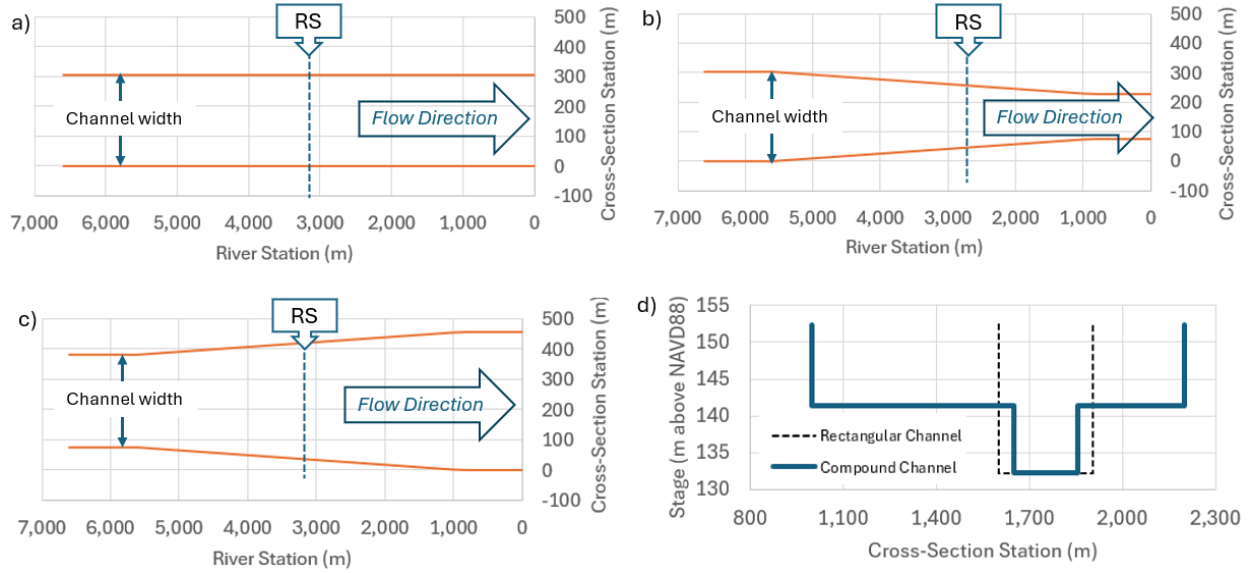 a)
RS
500
400
300
200
100
0
-100
Cross-Section Station (m)
Channel width
Flow Direction
7,000 6,000 5,000 4,000 3,000 2,000 1,000 0
River Station (m)
b)
RS
500
400
300
200
100
0
-100
Cross-Section Station (m)
Channel width
Flow Direction
7,000 6,000 5,000 4,000 3,000 2,000 1,000 0
River Station (m)
c)
RS
500
400
300
200
100
0
-100
Cross-Section Station (m)
Channel width
Flow Direction
7,000 6,000 5,000 4,000 3,000 2,000 1,000 0
River Station (m)
d)
Stage (m above NAVD88)
155
150
145
140
135
130
Rectangular Channel
Compound Channel
800 1,100 1,400 1,700 2,000 2,300
Cross-Section Station (m)